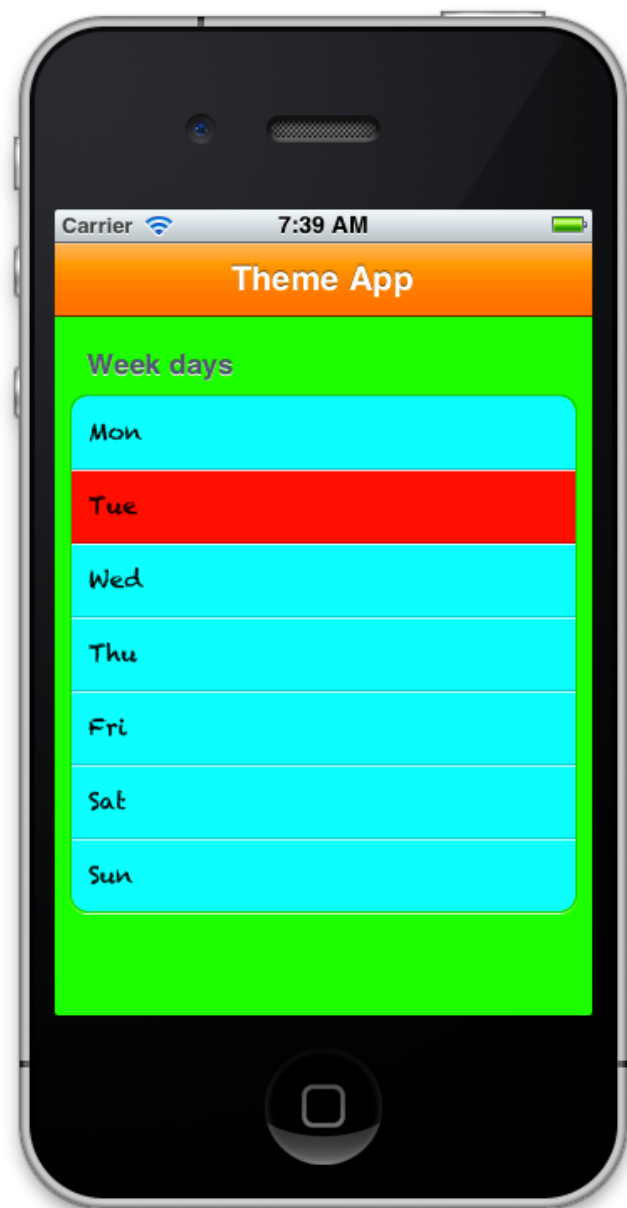 Carrier 7:39 AM
Theme App
Week days
Mon
Tue
Wed
Thu
Fri
Sat
Sun